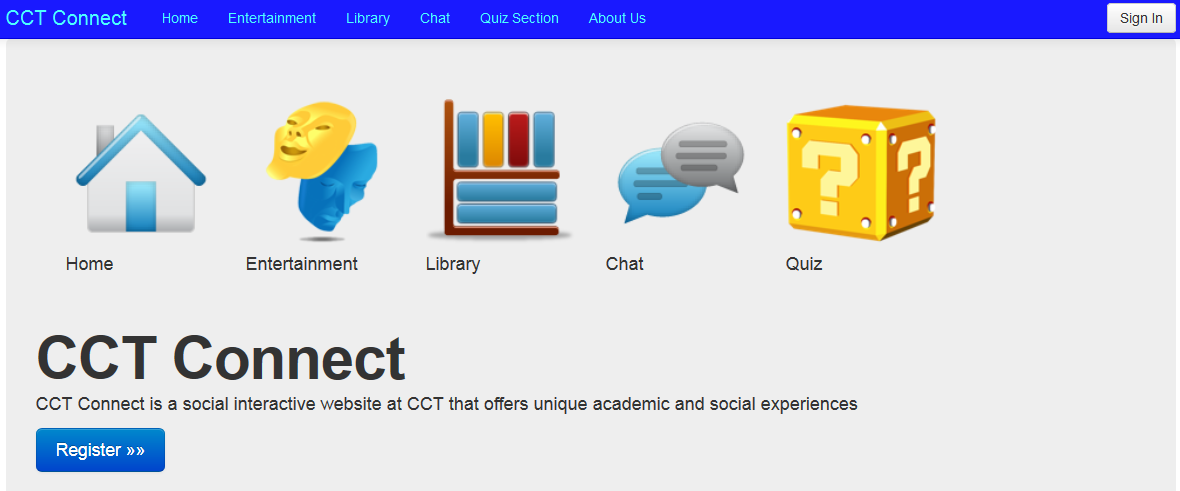 CCT Connect Home Entertainment Library Chat Quiz Section About Us Sign In
? ?
Home Entertainment Library Chat Quiz
CCT Connect
CCT Connect is a social interactive website at CCT that offers unique academic and social experiences
Register »»